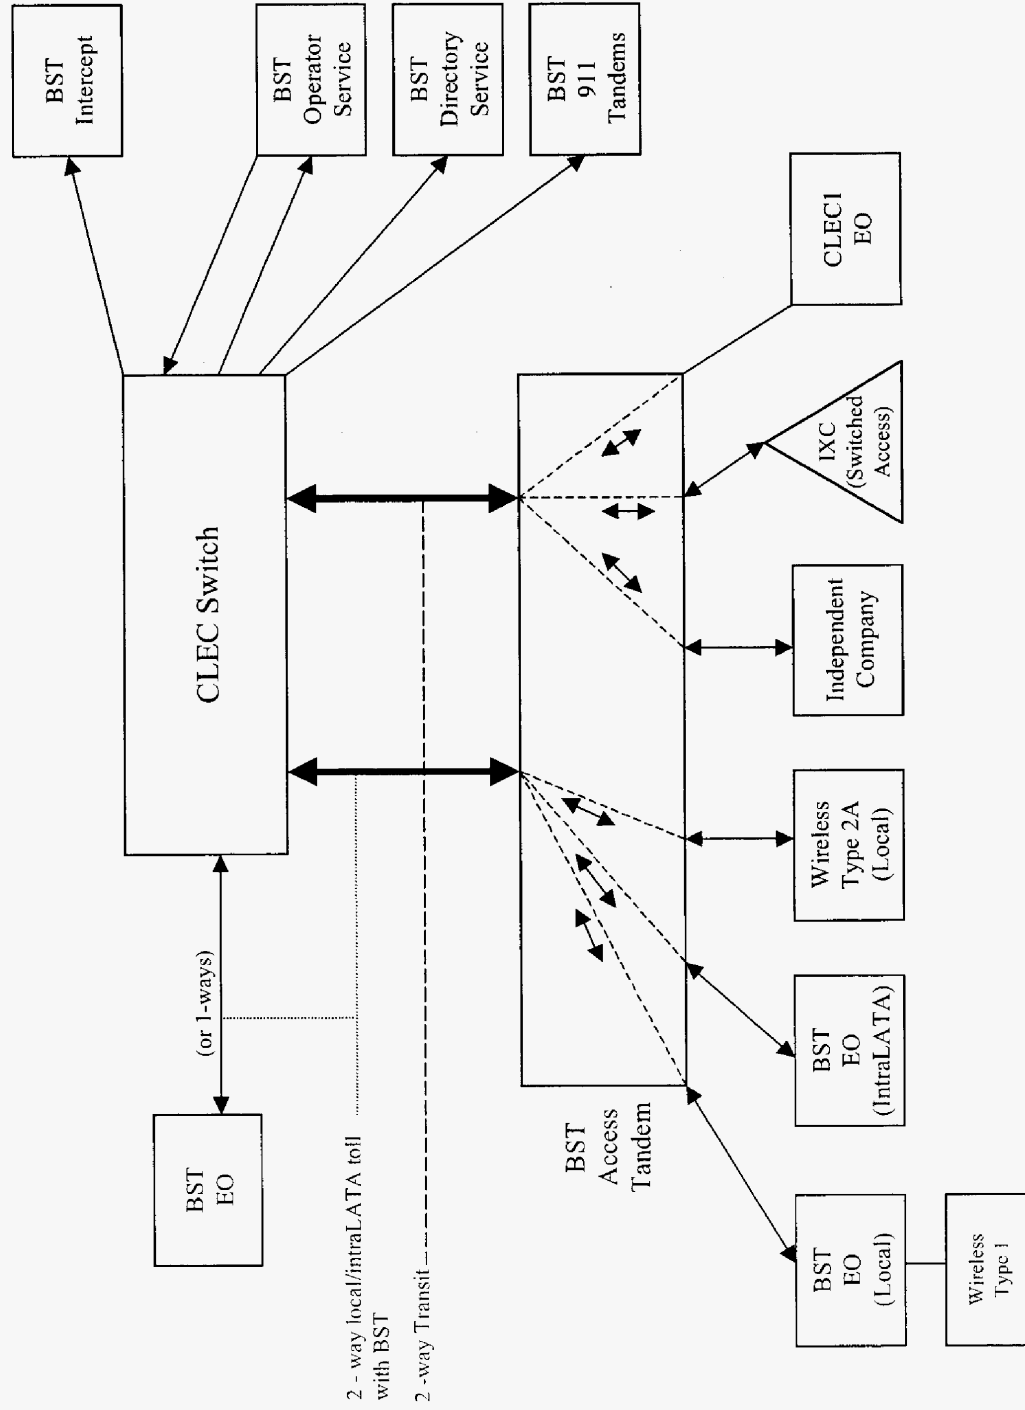 BST
Intercept
BST
Operator
Service
BST
Directory
Service
BST
911
Tandems
CLEC Switch
(or 1-ways)
BST
EO
2 - way local/intraLATA toll
with BST
2 -way Transit
BST
Access
Tandem
CLEC1
EO
IXC
(Switched
Access)
Independent
Company
Wireless
Type 2A
(Local)
BST
EO
(IntraLATA)
BST
EO
(Local)
Wireless
Type 1